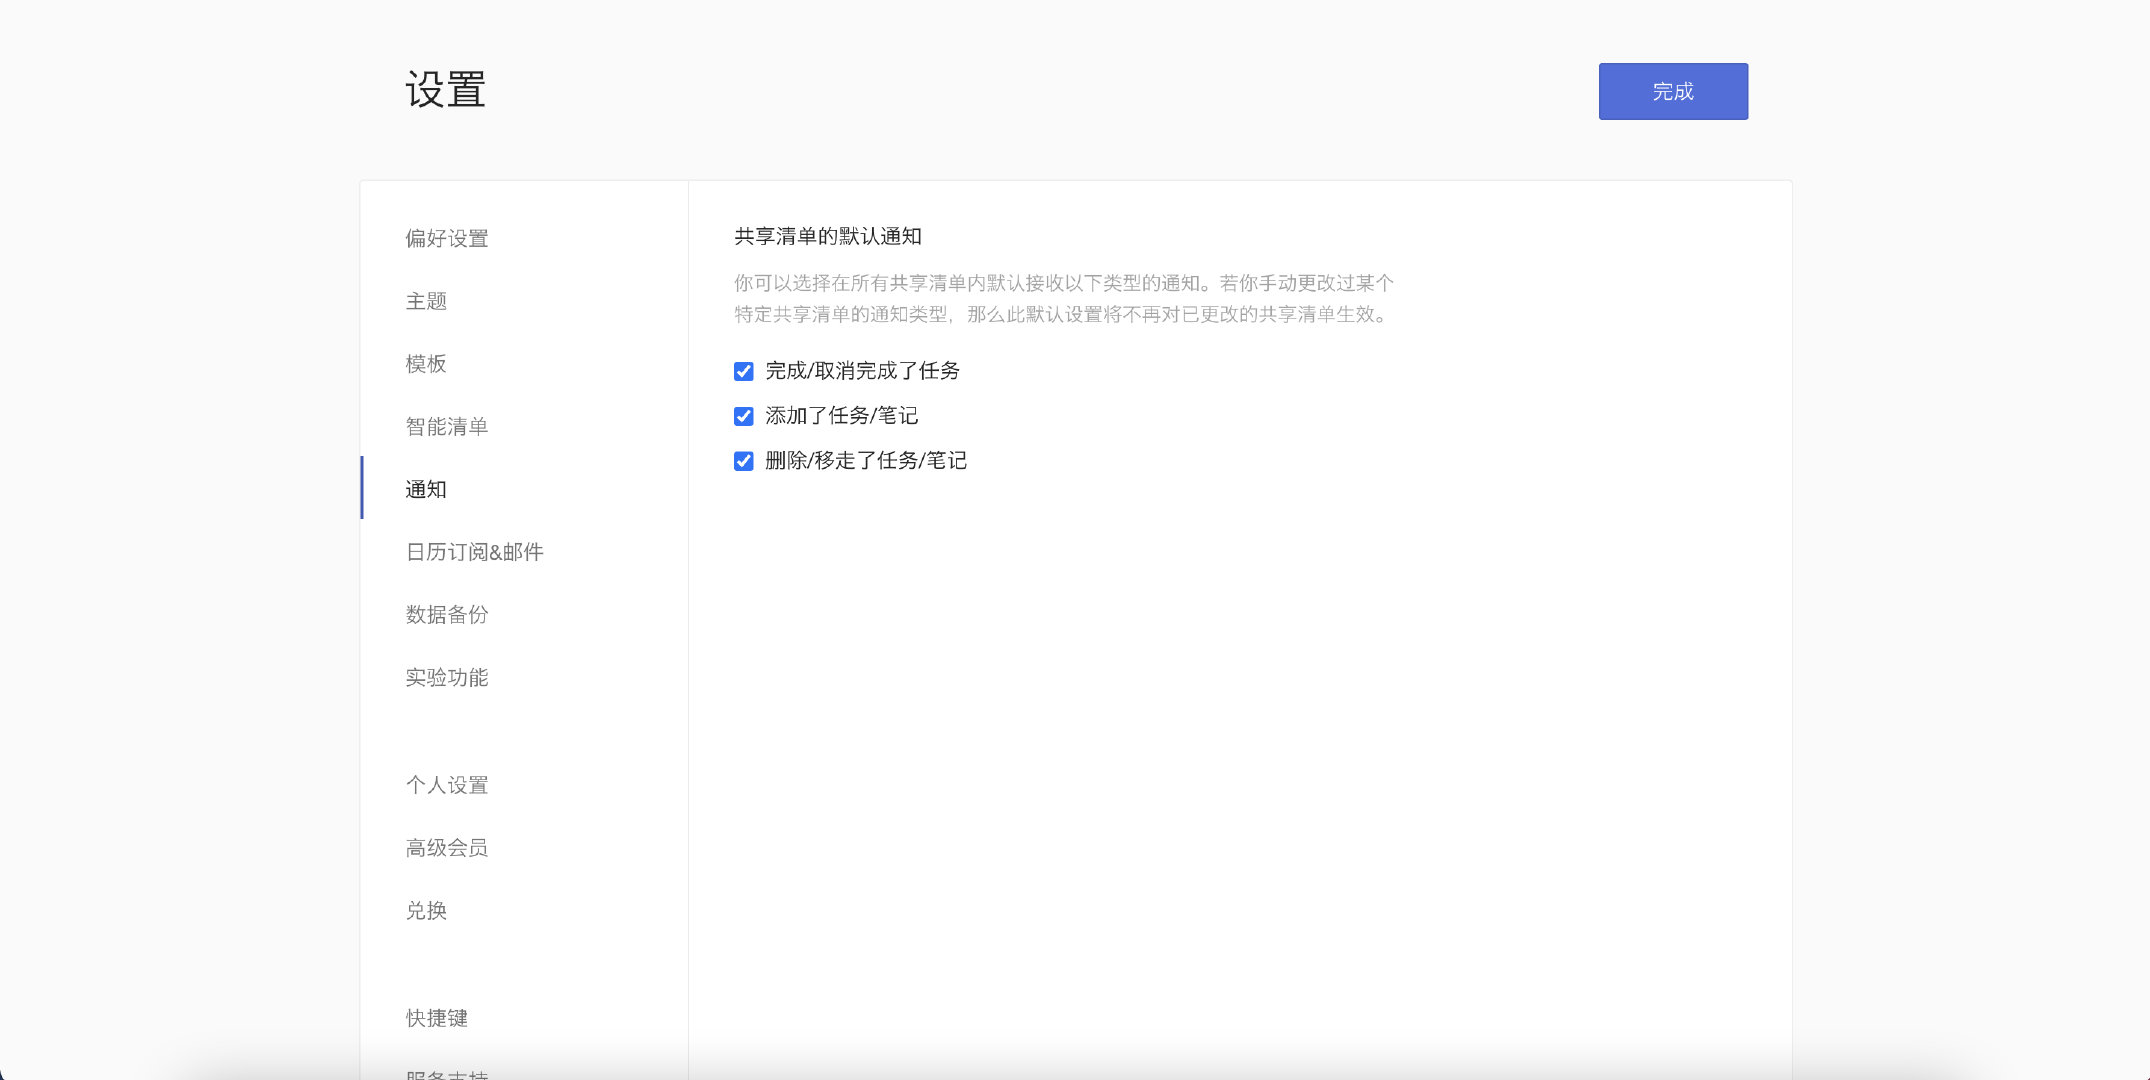 设置
完成
偏好设置
主题
模板
智能清单
通知
日历订阅&邮件
数据备份
实验功能
个人设置
高级会员
兑换
快捷键
服务支持
共享清单的默认通知
你可以选择在所有共享清单内默认接收以下类型的通知。若你手动更改过某个
特定共享清单的通知类型，那么此默认设置将不再对已更改的共享清单生效。
完成/取消完成了任务
添加了任务/笔记
删除/移走了任务/笔记